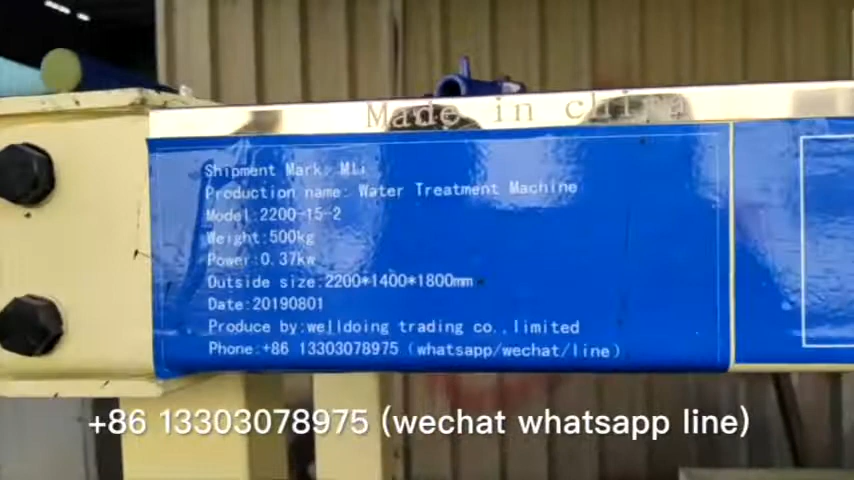 Made in china
Shipment Mark: MLi
Production name: Water Treatment Machine
Model:2200-15-2
Weight:500kg
Power:0.37kw
Outside size:2200*1400*1800mm
Date:20190801
Produce by:welldoing trading co.,limited
Phone:+86 13303078975 (whatsapp/wechat/line)
+86 13303078975 (wechat whatsapp line)